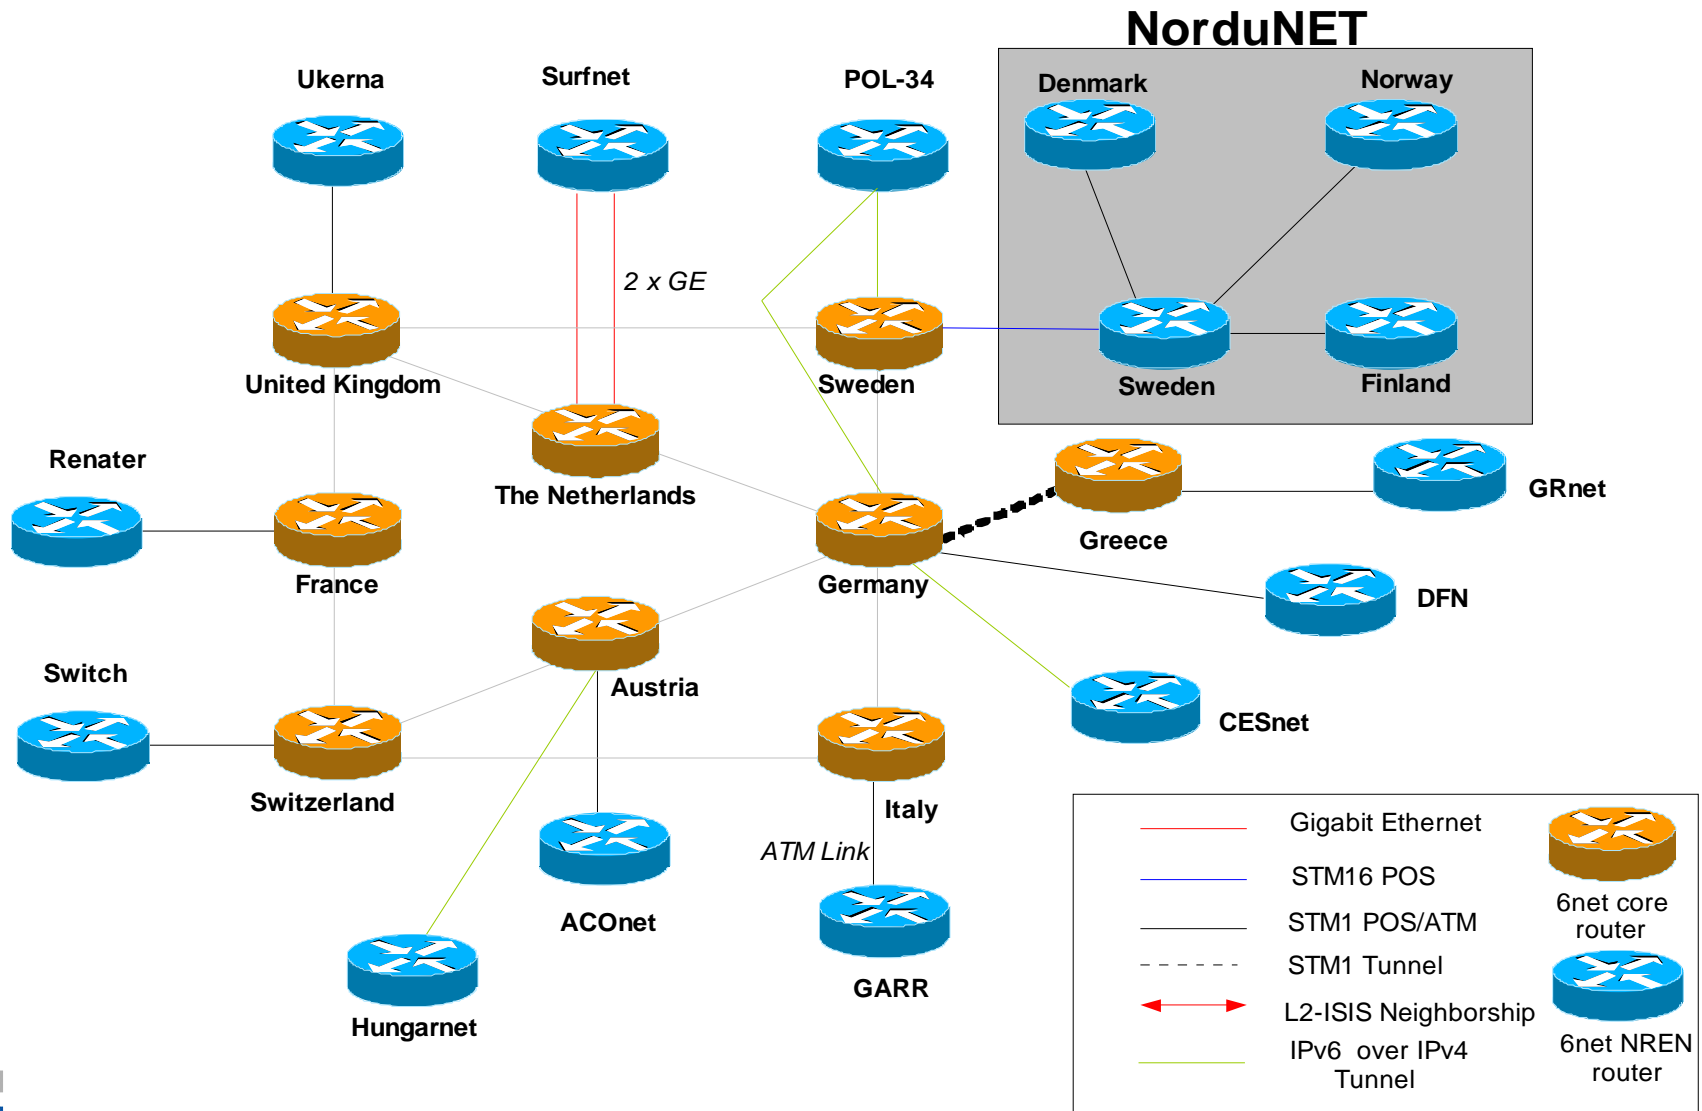 NorduNET
Ukerna
Surfnet
POL-34
Denmark
Norway
2 x GE
United Kingdom
Sweden
Sweden
Finland
Renater
The Netherlands
GRnet
Greece
France
Germany
DFN
Switch
Austria
CESnet
Switzerland
Italy
ATM Link
ACOnet
GARR
Hungarnet
Gigabit Ethernet
STM16 POS
STM1 POS/ATM
STM1 Tunnel
L2-ISIS Neighborship
IPv6 over IPv4
Tunnel
6net core
router
6net NREN
router